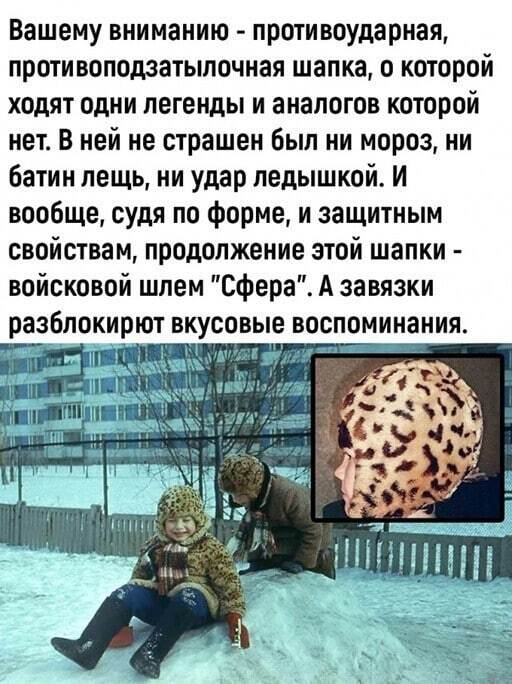 Вашему вниманию - противоударная,
противоподзатылочная шапка, о которой
ходят одни легенды и аналогов которой
нет. В ней не страшен был ни мороз, ни
батин лещь, ни удар ледышкой. И
вообще, судя по форме, и защитным
свойствам, продолжение этой шапки -
войсковой шлем "Сфера". А завязки
разблокирют вкусовые воспоминания.